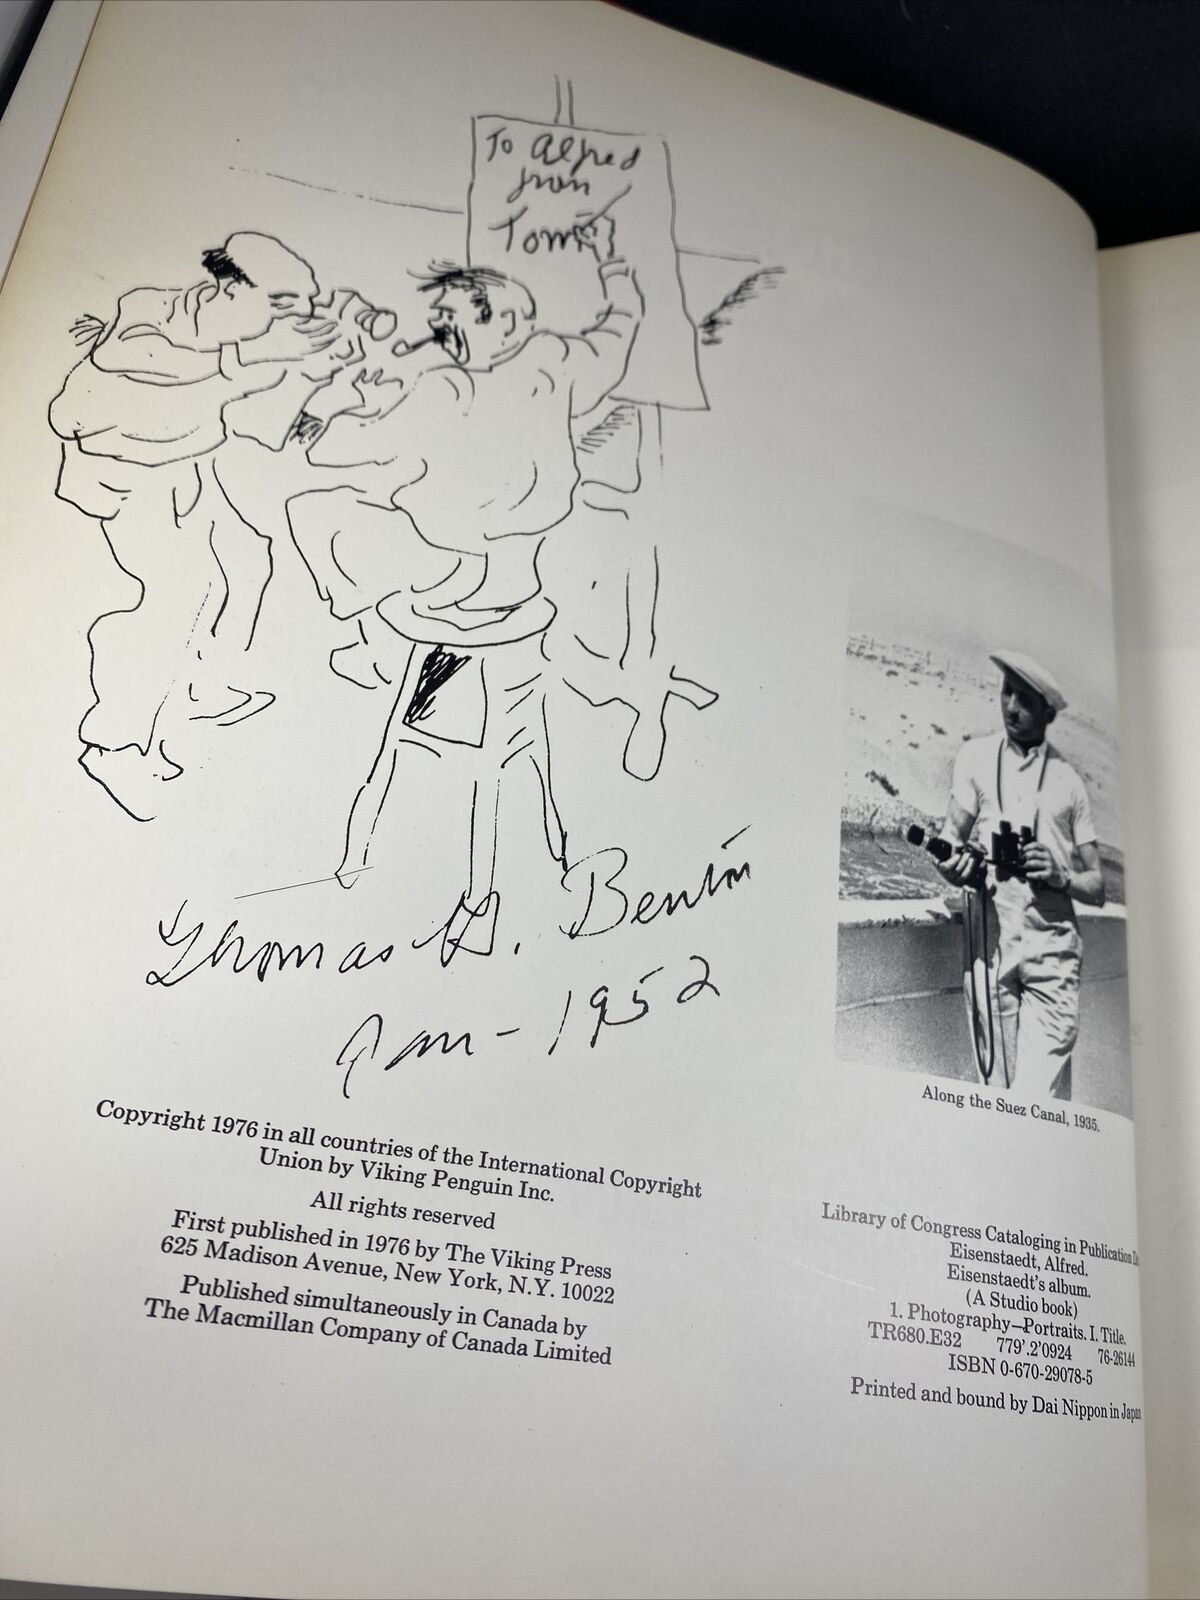 To Alfred
from
Tom
Thomas H. Benton
Jan - 1952
Copyright 1976 in all countries of the International Copyright
Union by Viking Penguin Inc.
All rights reserved
First published in 1976 by The Viking Press
625 Madison Avenue, New York, N.Y. 10022
Published simultaneously in Canada by
The Macmillan Company of Canada Limited
Along the Suez Canal, 1935.
Library of Congress Cataloging in Publication
Eisenstaedt, Alfred.
Eisenstaedt's album.
(A Studio book)
1. Photography—Portraits. I. Title.
TR680.E32 779'.2'0924 76-26144
ISBN 0-670-29078-5
Printed and bound by Dai Nippon in Japan